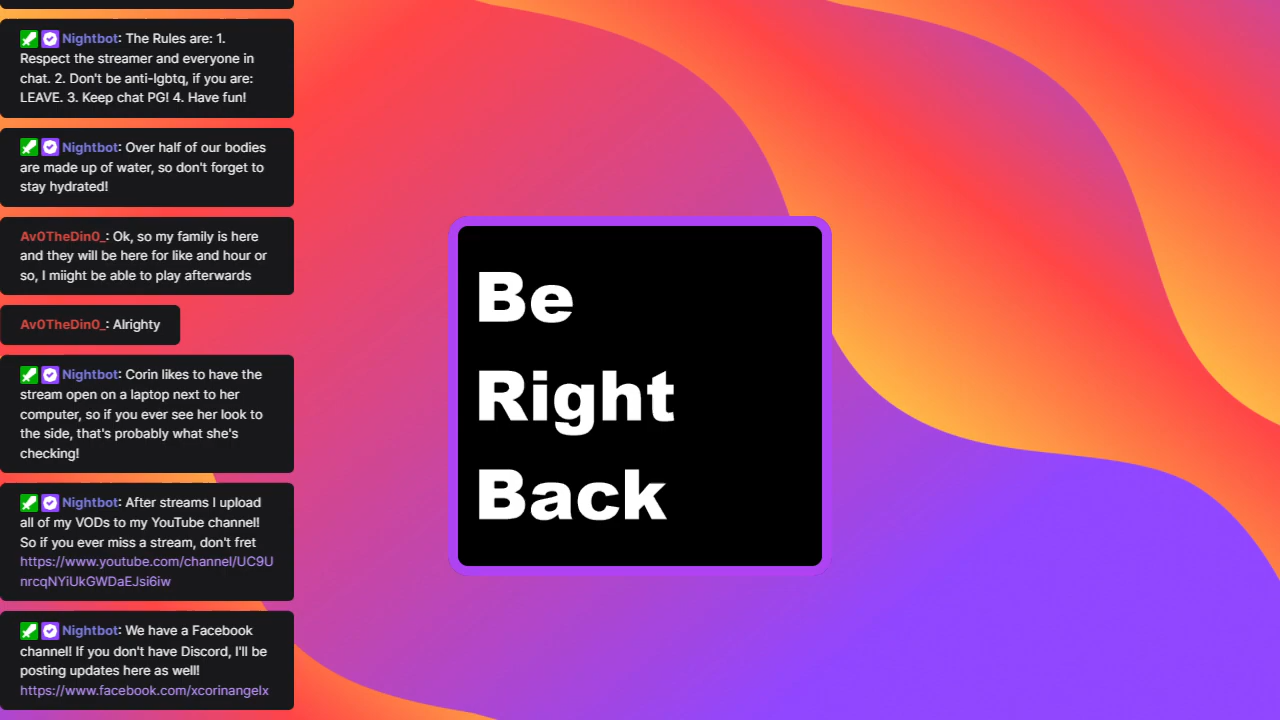 Nightbot: The Rules are: 1.
Respect the streamer and everyone in
chat. 2. Don't be anti-lgbtq, if you are:
LEAVE. 3. Keep chat PG! 4. Have fun!
Nightbot: Over half of our bodies
are made up of water, so don't forget to
stay hydrated!
Av0TheDin0_: Ok, so my family is here
and they will be here for like and hour or
so, I miight be able to play afterwards
Av0TheDin0_: Alrighty
Nightbot: Corin likes to have the
stream open on a laptop next to her
computer, so if you ever see her look to
the side, that's probably what she's
checking!
Nightbot: After streams I upload
all of my VODs to my YouTube channel!
So if you ever miss a stream, don't fret
https://www.youtube.com/channel/UC9U
nrcqNYiUkGWDaEJsi6iw
Nightbot: We have a Facebook
channel! If you don't have Discord, I'll be
posting updates here as well!
https://www.facebook.com/xcorinangelx
Be
Right
Back